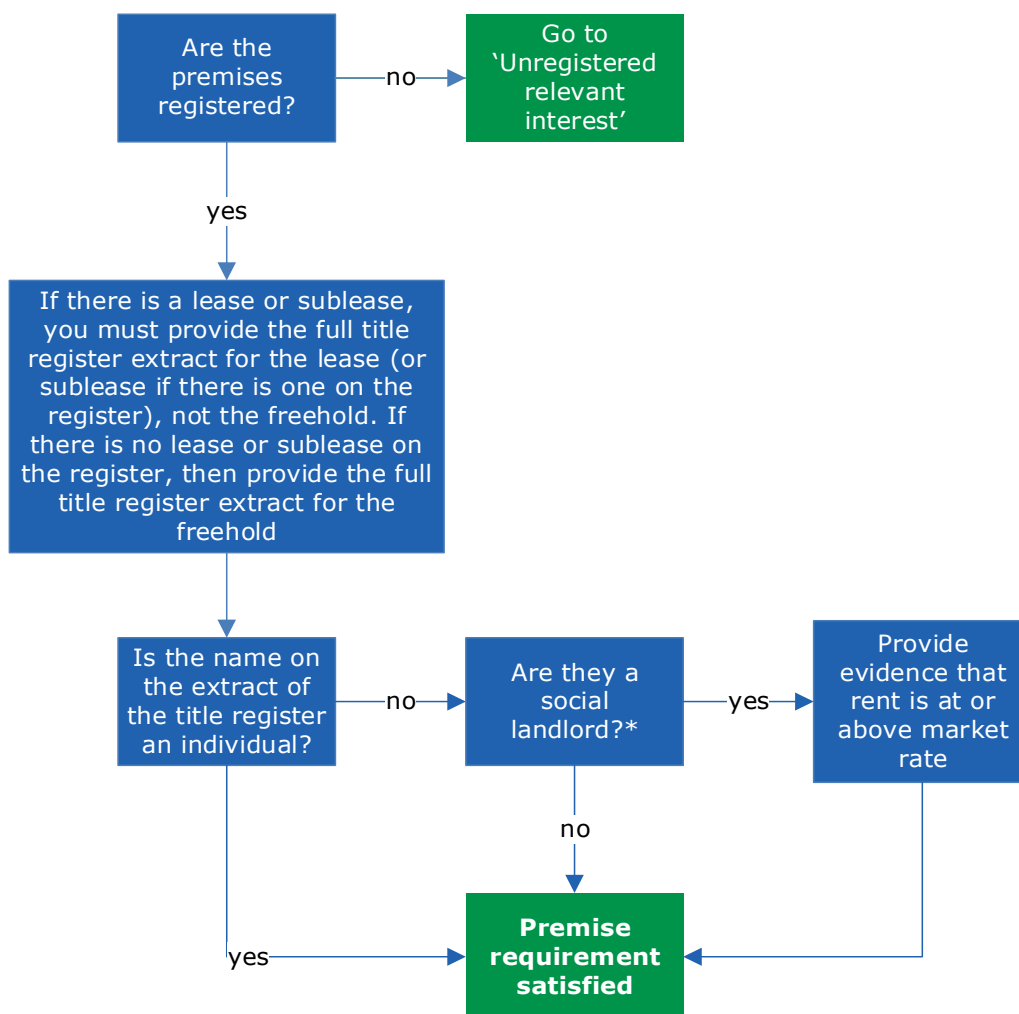 Are the
premises
registered?
no
Go to
‘Unregistered
relevant
interest’
yes
If there is a lease or sublease,
you must provide the full title
register extract for the lease (or
sublease if there is one on the
register), not the freehold. If
there is no lease or sublease on
the register, then provide the full
title register extract for the
freehold
Is the name on
the extract of
the title register
an individual?
no
Are they a
social
landlord?*
yes
Provide
evidence that
rent is at or
above market
rate
no
yes
Premise
requirement
satisfied